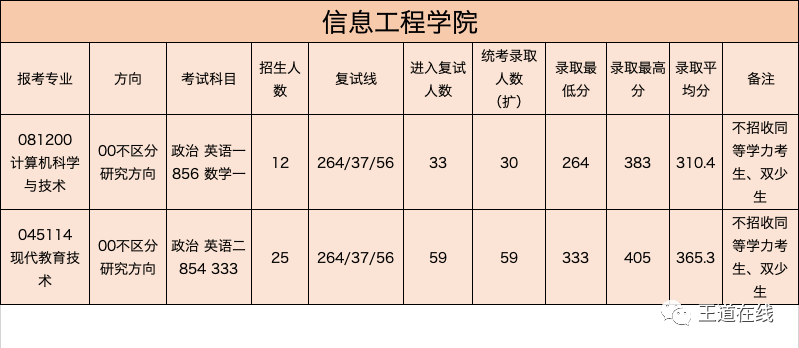 信息工程学院
报考专业 方向 考试科目 招生人数 复试线 进入复试人数 统考录取人数（扩） 录取最低分 录取最高分 录取平均分 备注
081200 计算机科学与技术 00不区分研究方向 政治 英语一 856 数学一 12 264/37/56 33 30 264 383 310.4 不招收同等学力考生、双少生
045114 现代教育技术 00不区分研究方向 政治 英语二 854 333 25 264/37/56 59 59 333 405 365.3 不招收同等学力考生、双少生
王道在线